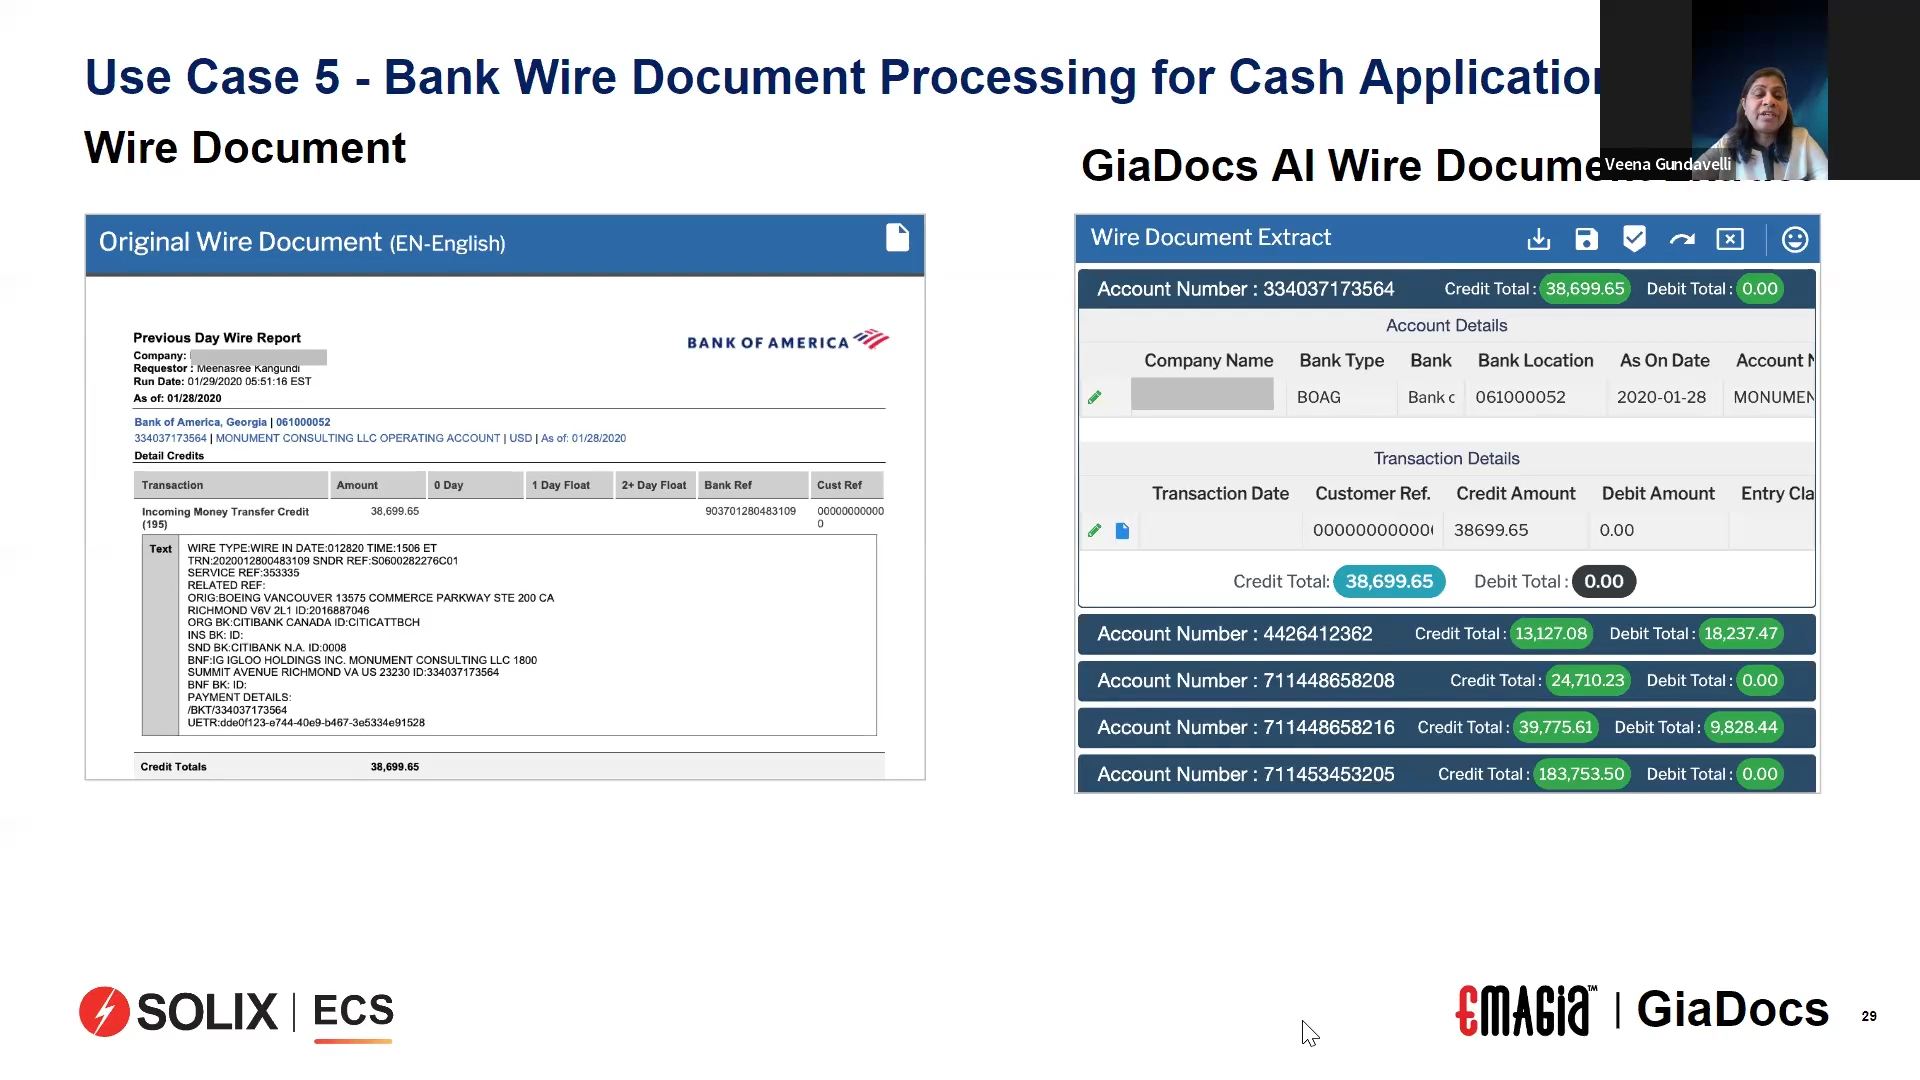 Use Case 5 - Bank Wire Document Processing for Cash Application
Wire Document
GiaDocs AI Wire Document
Veena Gundavelli
Original Wire Document (EN-English)
Previous Day Wire Report
Company:
Requestor : Meenasree Kangundi
Run Date: 01/29/2020 05:51:16 EST
As of: 01/28/2020
BANK OF AMERICA
Bank of America, Georgia | 061000052
334037173564 | MONUMENT CONSULTING LLC OPERATING ACCOUNT | USD | As of: 01/28/2020
Detail Credits
Transaction Amount 0 Day 1 Day Float 2+ Day Float Bank Ref Cust Ref
Incoming Money Transfer Credit 38,699.65 903701280483109 00000000000
(195) 0
Text WIRE TYPE:WIRE IN DATE:012820 TIME:1506 ET
TRN:2020012800483109 SNDR REF:S0600282276C01
SERVICE REF:353335
RELATED REF:
ORIG:BOEING VANCOUVER 13575 COMMERCE PARKWAY STE 200 CA
RICHMOND V6V 2L1 ID:2016887046
ORG BK:CITIBANK CANADA ID:CITICATTBCH
INS BK: ID:
SND BK:CITIBANK N.A. ID:0008
BNF:IG IGLOO HOLDINGS INC. MONUMENT CONSULTING LLC 1800
SUMMIT AVENUE RICHMOND VA US 23230 ID:334037173564
BNF BK: ID:
PAYMENT DETAILS:
/BKT/334037173564
UETR:dde0f123-e744-40e9-b467-3e5334e91528
Credit Totals 38,699.65
Wire Document Extract
Account Number : 334037173564 Credit Total : 38,699.65 Debit Total : 0.00
Account Details
Company Name Bank Type Bank Bank Location As On Date Account N
BOAG Bank c 061000052 2020-01-28 MONUMEN
Transaction Details
Transaction Date Customer Ref. Credit Amount Debit Amount Entry Cla
000000000000 38699.65 0.00
Credit Total: 38,699.65 Debit Total : 0.00
Account Number : 4426412362 Credit Total : 13,127.08 Debit Total : 18,237.47
Account Number : 711448658208 Credit Total : 24,710.23 Debit Total : 0.00
Account Number : 711448658216 Credit Total : 39,775.61 Debit Total : 9,828.44
Account Number : 711453453205 Credit Total : 183,753.50 Debit Total : 0.00
SOLIX | ECS
EMAGIA™ | GiaDocs
29